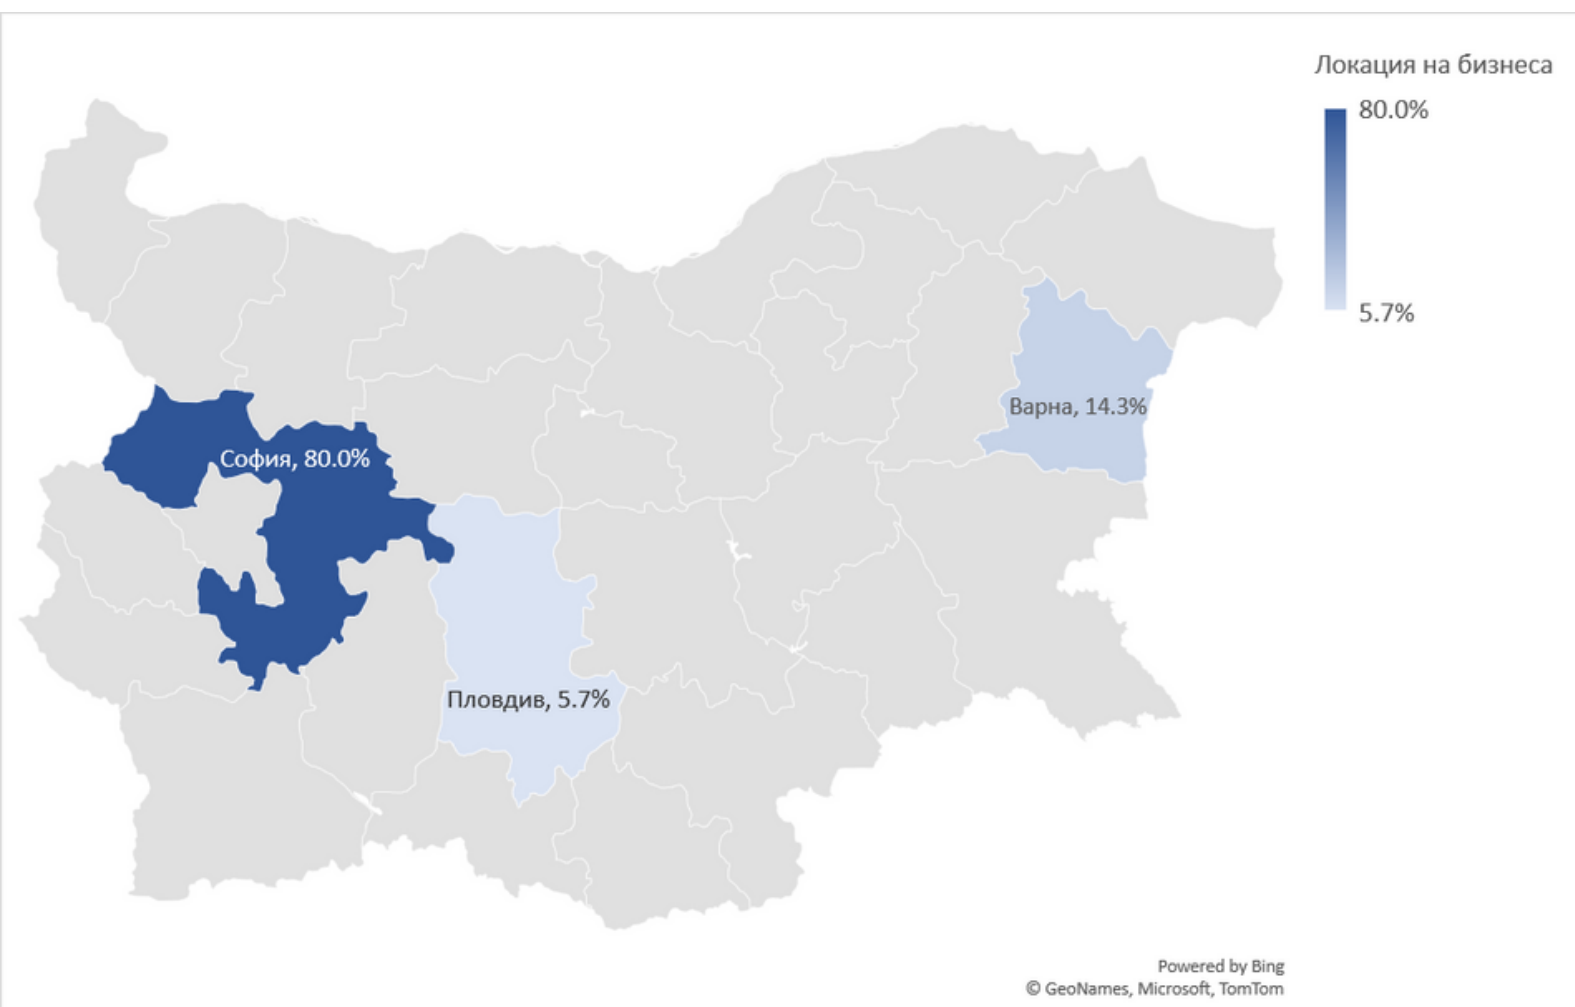 Локация на бизнеса
80.0%
5.7%
Варна, 14.3%
София, 80.0%
Пловдив, 5.7%
Powered by Bing
© GeoNames, Microsoft, TomTom